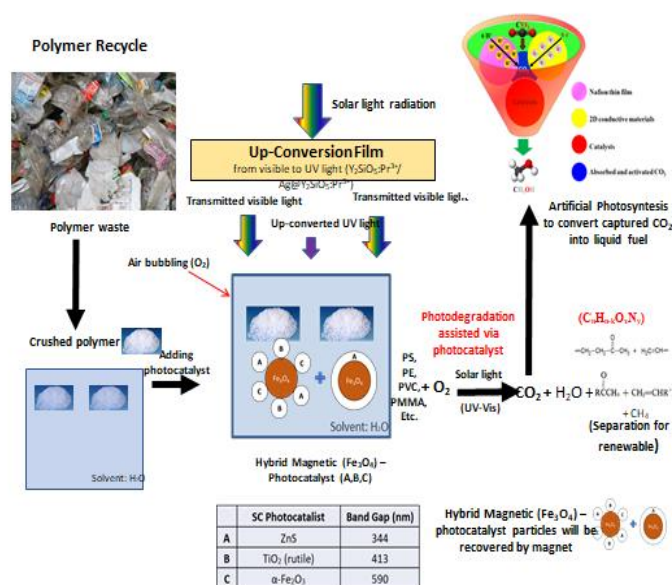 Polymer Recycle
Polymer waste
Crushed polymer
Adding
photocatalyst
Solvent: H₂O
Solar light radiation
Up-Conversion Film
from visible to UV light (Y₂SiO₅:Pr³⁺/
Ag@Y₂SiO₅:Pr³⁺)
Transmitted visible light
Transmitted visible light
Up-converted UV light
Air bubbling (O₂)
B
A
C
Fe₃O₄
C
A
B
+
A
Fe₃O₄
Solvent: H₂O
Hybrid Magnetic (Fe₃O₄) –
Photocatalyst (A,B,C)
PS,
PE,
PVC,
PMMA,
Etc.
+ O₂
Photodegradation
assisted via
photocatalyst
Solar light
(UV-Vis)
CO₂ + H₂O +
+ CH₄
(Separation for
renewable)
Nafion thin film
2D conductive materials
Catalysts
Absorbed and activated CO₂
CH₃OH
Artificial Photosyntesis
to convert captured CO₂
into liquid fuel
SC Photocatalist Band Gap (nm)
A ZnS 344
B TiO₂ (rutile) 413
C α-Fe₂O₃ 590
Hybrid Magnetic (Fe₃O₄) –
photocatalyst particles will be
recovered by magnet